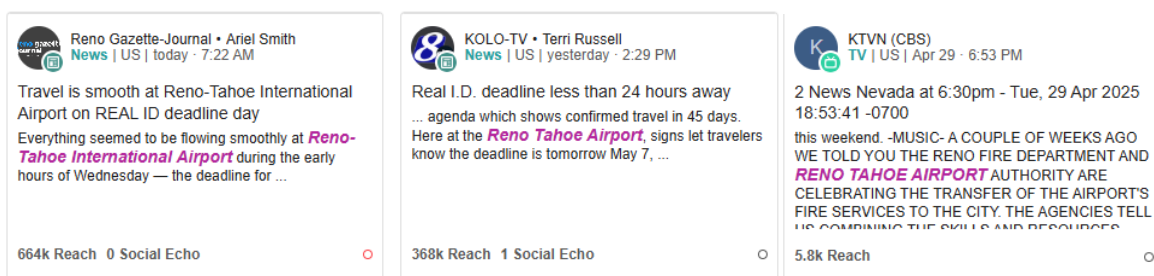 Reno Gazette-Journal • Ariel Smith
News | US | today · 7:22 AM
Travel is smooth at Reno-Tahoe International
Airport on REAL ID deadline day
Everything seemed to be flowing smoothly at Reno-
Tahoe International Airport during the early
hours of Wednesday — the deadline for ...
664k Reach 0 Social Echo
8
KOLO-TV • Terri Russell
News | US | yesterday · 2:29 PM
Real I.D. deadline less than 24 hours away
... agenda which shows confirmed travel in 45 days.
Here at the Reno Tahoe Airport, signs let travelers
know the deadline is tomorrow May 7, ...
368k Reach 1 Social Echo
K
KTVN (CBS)
TV | US | Apr 29 · 6:53 PM
2 News Nevada at 6:30pm - Tue, 29 Apr 2025
18:53:41 -0700
this weekend. -MUSIC- A COUPLE OF WEEKS AGO
WE TOLD YOU THE RENO FIRE DEPARTMENT AND
RENO TAHOE AIRPORT AUTHORITY ARE
CELEBRATING THE TRANSFER OF THE AIRPORT'S
FIRE SERVICES TO THE CITY. THE AGENCIES TELL
US COMBINING THE SKILLS AND RESOURCES
5.8k Reach